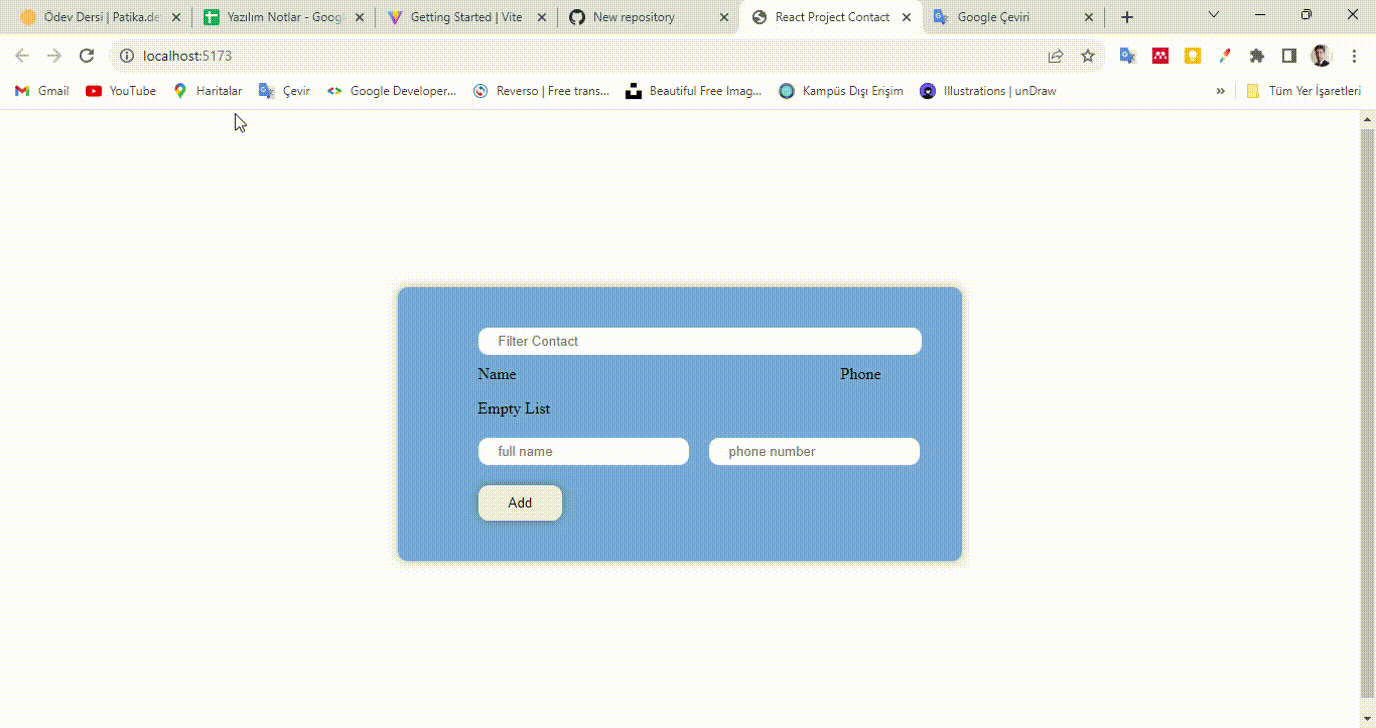 Ödev Dersi | Patika.de
Yazılım Notlar - Goog
Getting Started | Vite
New repository
React Project Contact
Google Çeviri
localhost:5173
Gmail
YouTube
Haritalar
Çevir
Google Developer...
Reverso | Free trans...
Beautiful Free Imag...
Kampüs Dışı Erişim
Illustrations | unDraw
»
Tüm Yer İşaretleri
Filter Contact
Name Phone
Empty List
full name phone number
Add